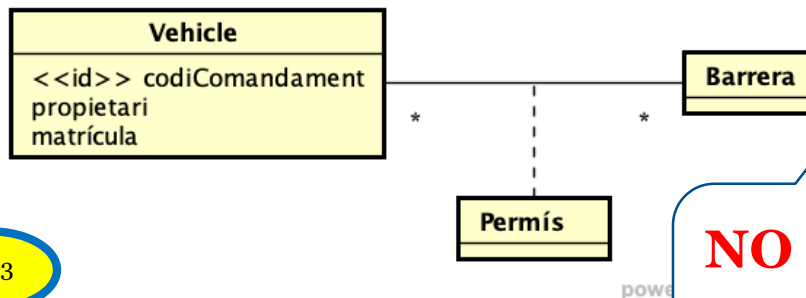 Vehicle
<<id>> codiComandament
propietari
matrícula
*
*
Barrera
Permís
3
NO
powe